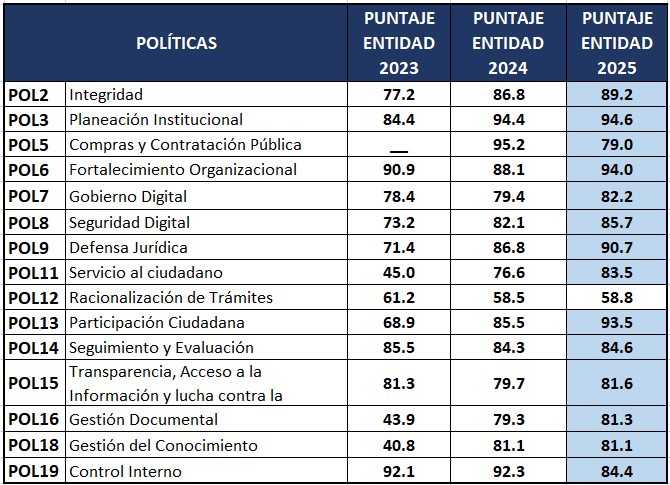 POLÍTICAS PUNTAJE ENTIDAD 2023 PUNTAJE ENTIDAD 2024 PUNTAJE ENTIDAD 2025
POL2 Integridad 77.2 86.8 89.2
POL3 Planeación Institucional 84.4 94.4 94.6
POL5 Compras y Contratación Pública __ 95.2 79.0
POL6 Fortalecimiento Organizacional 90.9 88.1 94.0
POL7 Gobierno Digital 78.4 79.4 82.2
POL8 Seguridad Digital 73.2 82.1 85.7
POL9 Defensa Jurídica 71.4 86.8 90.7
POL11 Servicio al ciudadano 45.0 76.6 83.5
POL12 Racionalización de Trámites 61.2 58.5 58.8
POL13 Participación Ciudadana 68.9 85.5 93.5
POL14 Seguimiento y Evaluación 85.5 84.3 84.6
POL15 Transparencia, Acceso a la
Información y lucha contra la 81.3 79.7 81.6
POL16 Gestión Documental 43.9 79.3 81.3
POL18 Gestión del Conocimiento 40.8 81.1 81.1
POL19 Control Interno 92.1 92.3 84.4